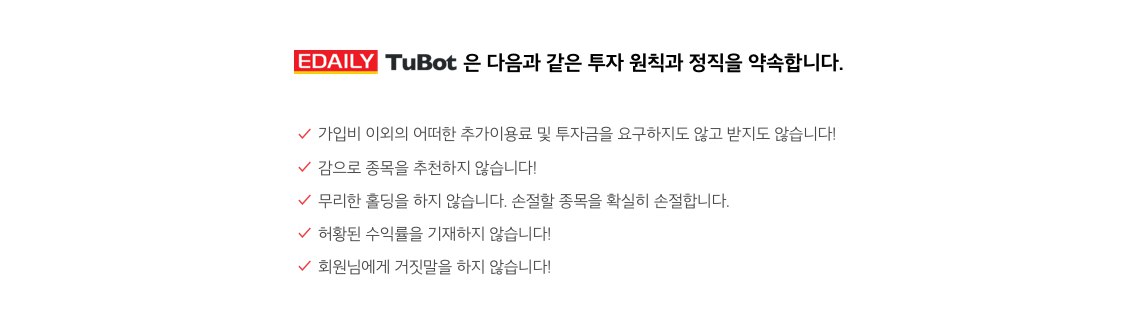 EDAILY TuBot 은 다음과 같은 투자 원칙과 정직을 약속합니다.
가입비 이외의 어떠한 추가이용료 및 투자금을 요구하지도 않고 받지도 않습니다!
감으로 종목을 추천하지 않습니다!
무리한 홀딩을 하지 않습니다. 손절할 종목을 확실히 손절합니다.
허황된 수익률을 기재하지 않습니다!
회원님에게 거짓말을 하지 않습니다!